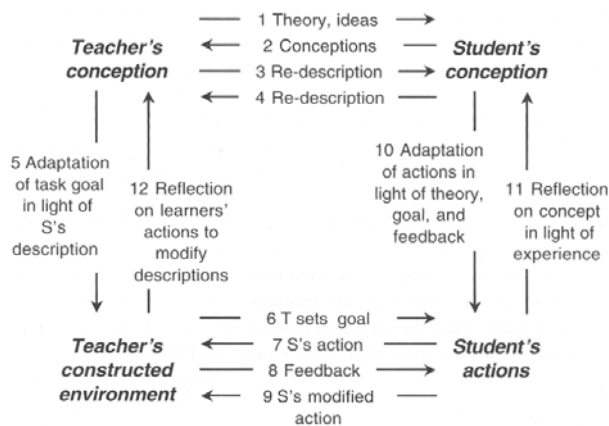 1 Theory, ideas
Teacher's
conception
2 Conceptions
3 Re-description
4 Re-description
Student's
conception
5 Adaptation
of task goal
in light of
S's
description
12 Reflection
on learners'
actions to
modify
descriptions
10 Adaptation
of actions in
light of theory,
goal, and
feedback
11 Reflection
on concept
in light of
experience
6 T sets goal
Teacher's
constructed
environment
7 S's action
8 Feedback
9 S's modified
action
Student's
actions